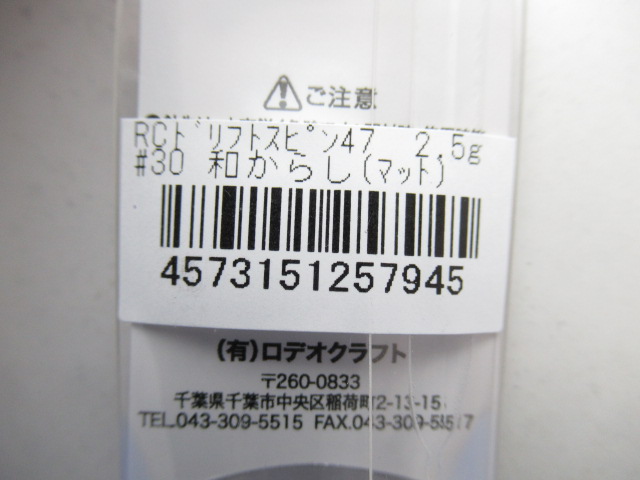 ご注意
RCﾄﾞﾘﾌﾄｽﾋﾟﾝ47 2.5g
#30 和からし(ﾏｯﾄ)
4573151257945
(有)ロデオクラフト
〒260-0833
千葉県千葉市中央区稲荷町2-13-15
TEL.043-309-5515 FAX.043-309-5517